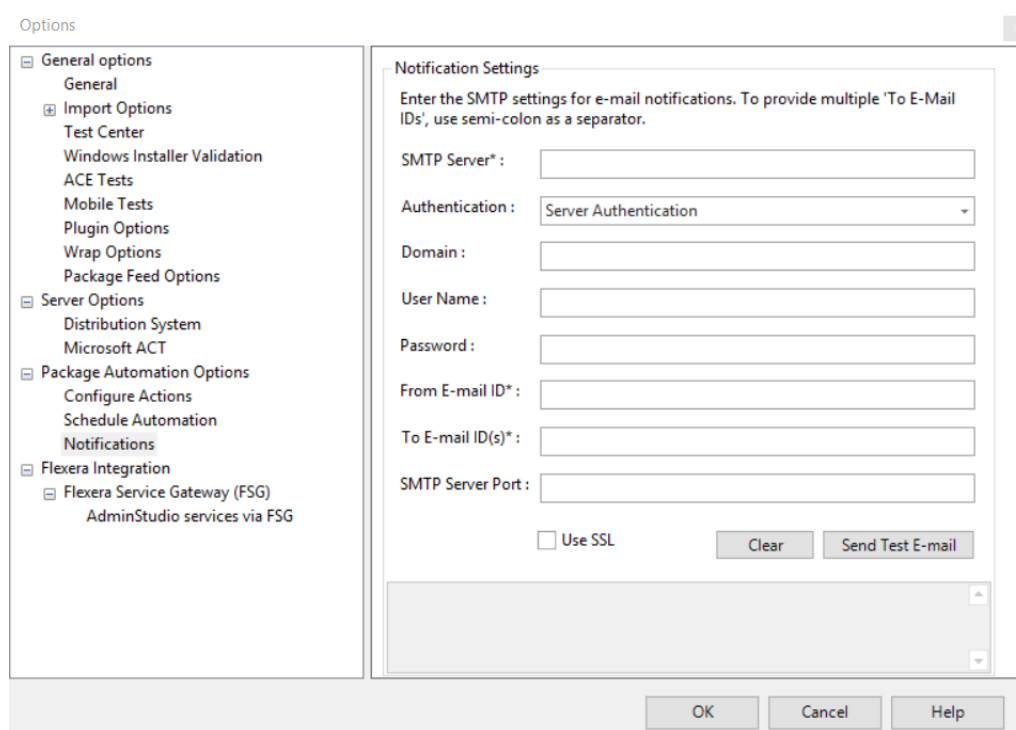 Options
General options
General
Import Options
Test Center
Windows Installer Validation
ACE Tests
Mobile Tests
Plugin Options
Wrap Options
Package Feed Options
Server Options
Distribution System
Microsoft ACT
Package Automation Options
Configure Actions
Schedule Automation
Notifications
Flexera Integration
Flexera Service Gateway (FSG)
AdminStudio services via FSG
Notification Settings
Enter the SMTP settings for e-mail notifications. To provide multiple 'To E-Mail
IDs', use semi-colon as a separator.
SMTP Server* :
Authentication : Server Authentication
Domain :
User Name :
Password :
From E-mail ID* :
To E-mail ID(s)* :
SMTP Server Port :
Use SSL Clear Send Test E-mail
OK Cancel Help